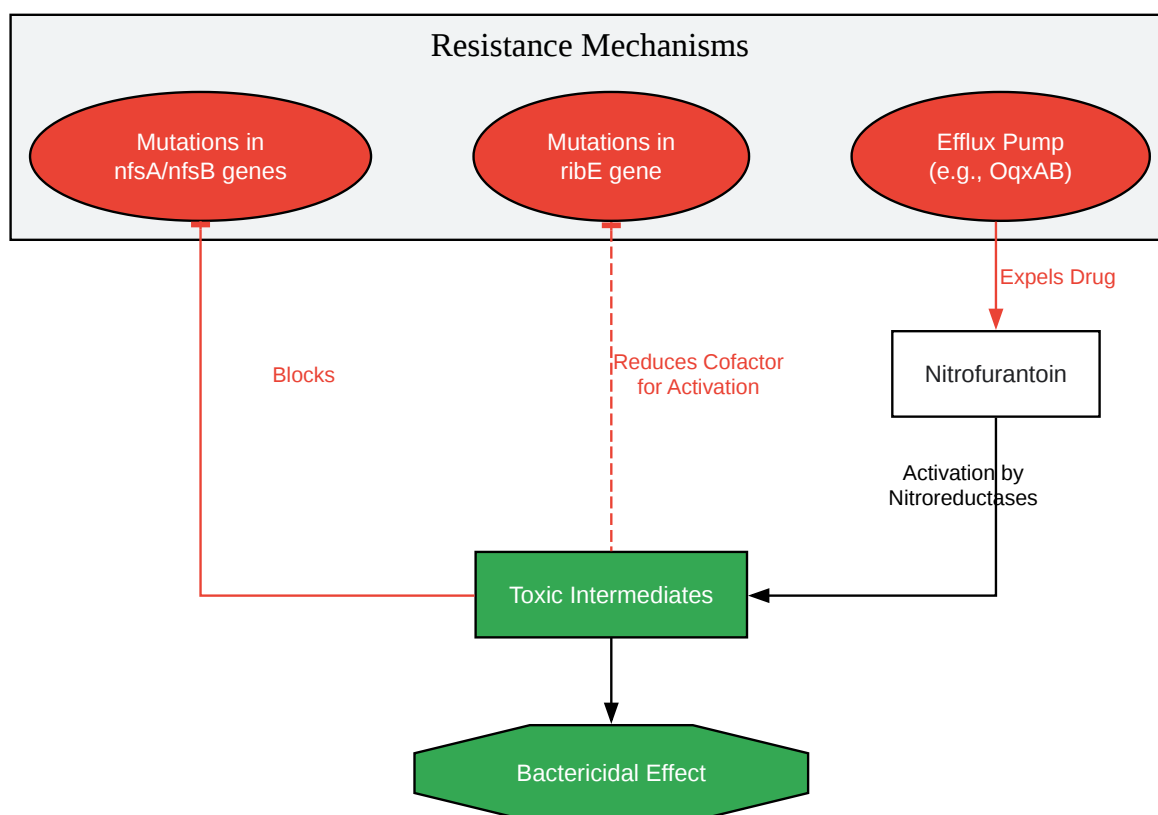 Resistance Mechanisms
Mutations in
nfsA/nfsB genes
Mutations in
ribE gene
Efflux Pump
(e.g., OqxAB)
Expels Drug
Blocks
Reduces Cofactor
for Activation
Nitrofurantoin
Activation by
Nitroreductases
Toxic Intermediates
Bactericidal Effect